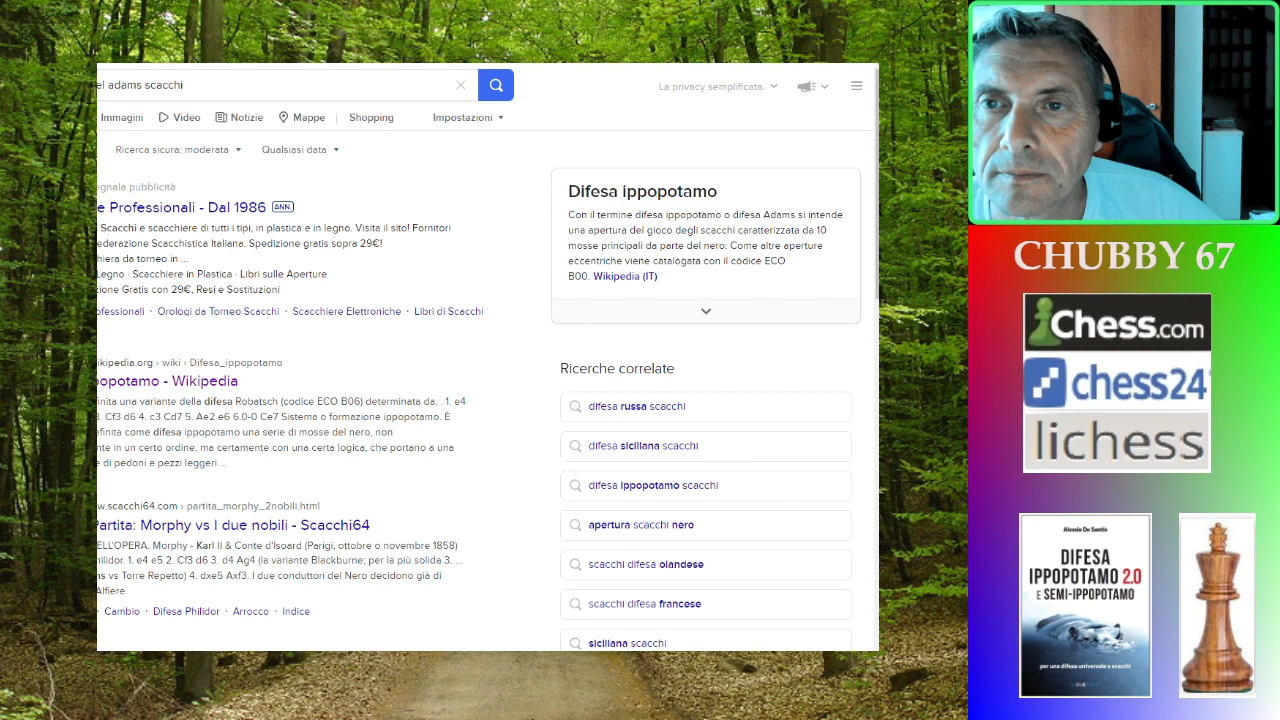 el adams scacchi
La privacy semplificata.
Immagini
Video
Notizie
Mappe
Shopping
Impostazioni
Ricerca sicura: moderata
Qualsiasi data
egnala pubblicità
e Professionali - Dal 1986 ANN.
Scacchi e scacchiere di tutti i tipi, in plastica e in legno. Visita il sito! Fornitori
ederazione Scacchistica Italiana. Spedizione gratis sopra 29€!
hiera da torneo in ...
Legno · Scacchiere in Plastica · Libri sulle Aperture
zione Gratis con 29€, Resi e Sostituzioni
ofessionali · Orologi da Torneo Scacchi · Scacchiere Elettroniche · Libri di Scacchi
ikipedia.org › wiki › Difesa_ippopotamo
popotamo - Wikipedia
finita una variante della difesa Robatsch (codice ECO B06) determinata da: . 1. e4
3. Cf3 d6 4. c3 Cd7 5. Ae2 e6 6.0-0 Ce7 Sistema o formazione ippopotamo. È
efinita come difesa ippopotamo una serie di mosse del nero, non
nte in un certo ordine, ma certamente con una certa logica, che portano a una
e di pedoni e pezzi leggeri ...
w.scacchi64.com › partita_morphy_2nobili.html
Partita: Morphy vs I due nobili - Scacchi64
ELL'OPERA. Morphy - Karl II & Conte d'Isoard (Parigi, ottobre o novembre 1858)
hilidor. 1. e4 e5 2. Cf3 d6 3. d4 Ag4 (la variante Blackburne; per la più solida 3. ...
ns vs Torre Repetto) 4. dxe5 Axf3. I due conduttori del Nero decidono già di
Alfiere.
Cambio · Difesa Philidor · Arrocco · Indice
Difesa ippopotamo
Con il termine difesa ippopotamo o difesa Adams si intende
una apertura del gioco degli scacchi caratterizzata da 10
mosse principali da parte del nero: Come altre aperture
eccentriche viene catalogata con il codice ECO
B00. Wikipedia (IT)
Ricerche correlate
difesa russa scacchi
difesa siciliana scacchi
difesa ippopotamo scacchi
apertura scacchi nero
scacchi difesa olandese
scacchi difesa francese
siciliana scacchi
CHUBBY 67
Chess.com
chess24
lichess
Alessio De Santis
DIFESA
IPPOPOTAMO 2.0
E SEMI-IPPOPOTAMO
per una difesa universale a scacchi